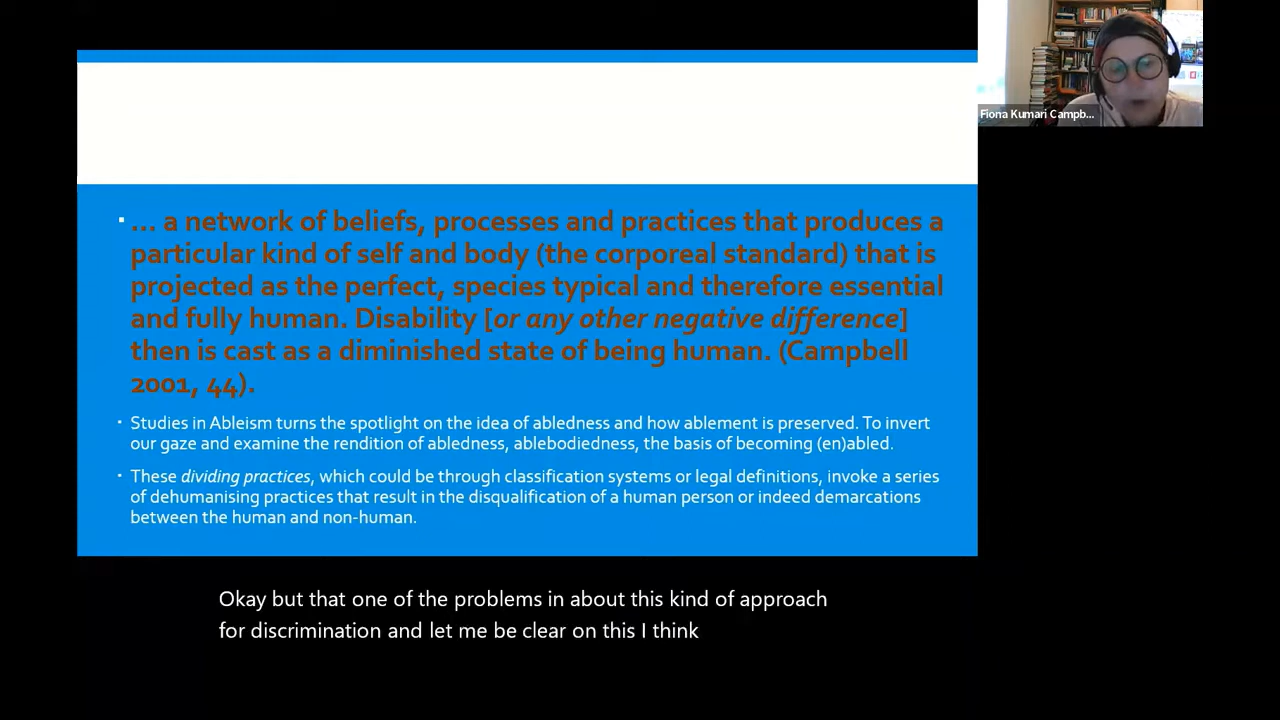 Fiona Kumari Campb...
... a network of beliefs, processes and practices that produces a
particular kind of self and body (the corporeal standard) that is
projected as the perfect, species typical and therefore essential
and fully human. Disability [or any other negative difference]
then is cast as a diminished state of being human. (Campbell
2001, 44).
Studies in Ableism turns the spotlight on the idea of abledness and how ablement is preserved. To invert
our gaze and examine the rendition of abledness, ablebodiedness, the basis of becoming (en)abled.
These dividing practices, which could be through classification systems or legal definitions, invoke a series
of dehumanising practices that result in the disqualification of a human person or indeed demarcations
between the human and non-human.
Okay but that one of the problems in about this kind of approach
for discrimination and let me be clear on this I think